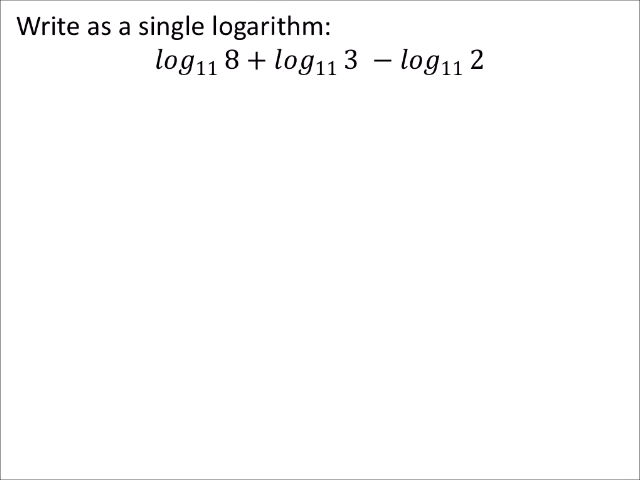 Write as a single logarithm:
log₁₁ 8 + log₁₁ 3 − log₁₁ 2